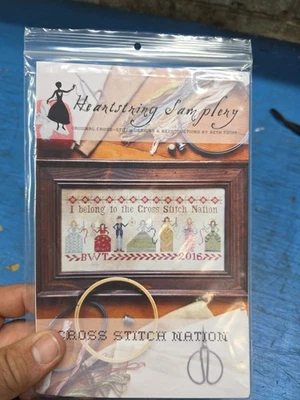 Heartstring Samplery
ORIGINAL CROSS-STITCH DESIGNS & REPRODUCTIONS BY BETH TWIST
I belong to the Cross Stitch Nation
BWT 2016
CROSS STITCH NATION